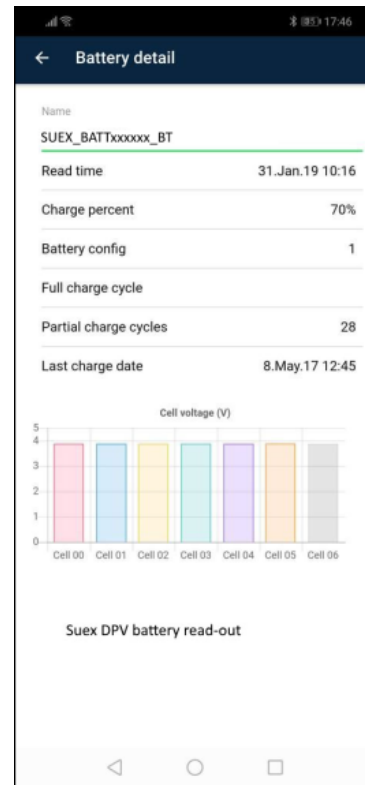 17:46
← Battery detail
Name
SUEX_BATTxxxxxx_BT
Read time 31.Jan.19 10:16
Charge percent 70%
Battery config 1
Full charge cycle
Partial charge cycles 28
Last charge date 8.May.17 12:45
Cell voltage (V)
5
4
3
2
1
0
Cell 00 Cell 01 Cell 02 Cell 03 Cell 04 Cell 05 Cell 06
Suex DPV battery read-out